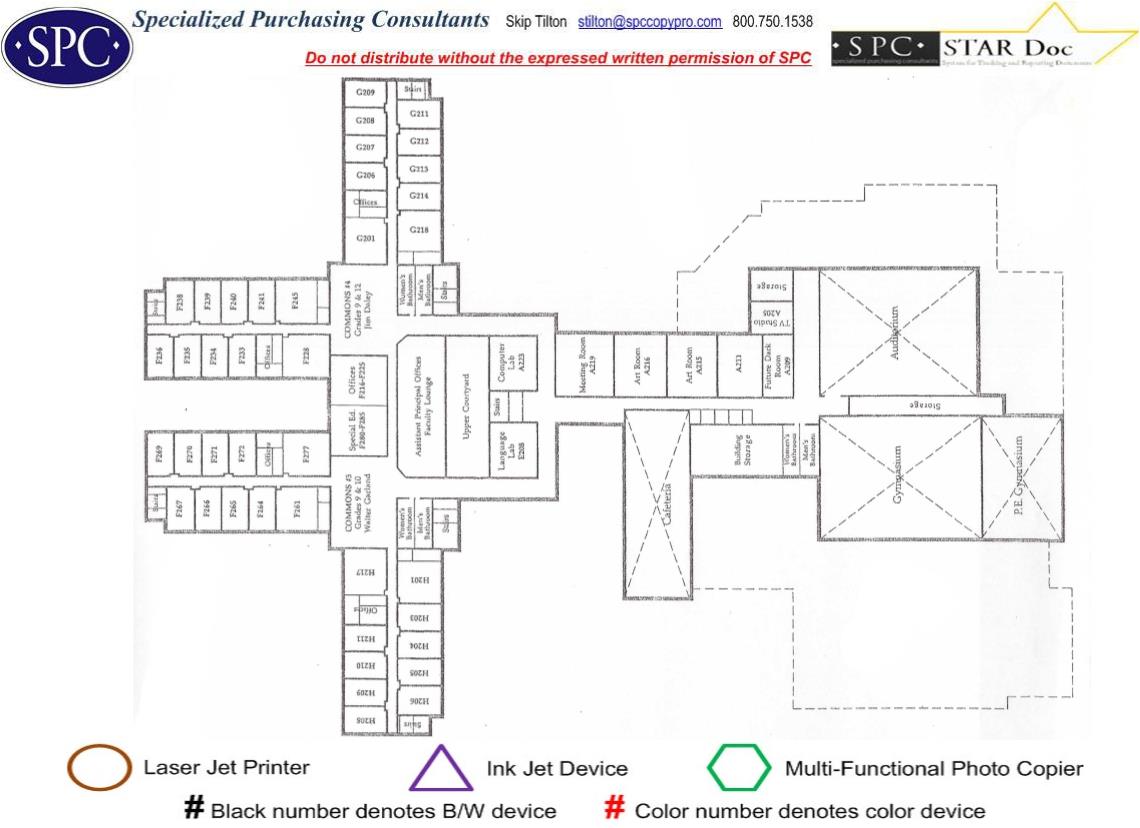 SPC
Specialized Purchasing Consultants Skip Tilton stilton@spccopypro.com 800.750.1538
Do not distribute without the expressed written permission of SPC
· S P C · STAR Doc
specialized purchasing consultants System for Tracking and Reporting Documents
G209
Stairs
G208
G211
G207
G212
G206
G213
Offices
G214
G201
G218
COMMONS #4
Grades 9 & 12
Jim Daley
Women's
Bathroom
Men's
Bathroom
Stairs
Stairs
F238
F239
F240
F241
F245
F236
F235
F234
F233
Offices
F228
Offices
F216-F225
Special Ed.
F280-F285
Assistant Principal Offices
Faculty Lounge
Upper Courtyard
Computer
Lab
A223
Stairs
Language
Lab
E208
Meeting Room
A219
Art Room
A216
Art Room
A215
A211
Future Dark
Room
A209
Storage
TV Studio
A205
Auditorium
Storage
F269
F270
F271
F272
Offices
F277
Stairs
F267
F266
F265
F264
F261
COMMONS #3
Grades 9 & 10
Walter Garland
Women's
Bathroom
Men's
Bathroom
Stairs
Cafeteria
Building
Storage
Women's
Bathroom
Men's
Bathroom
Gymnasium
P.E. Gymnasium
H217
H201
Offices
H203
H211
H204
H210
H205
H209
H206
H208
Stairs
Laser Jet Printer
Ink Jet Device
Multi-Functional Photo Copier
# Black number denotes B/W device
# Color number denotes color device